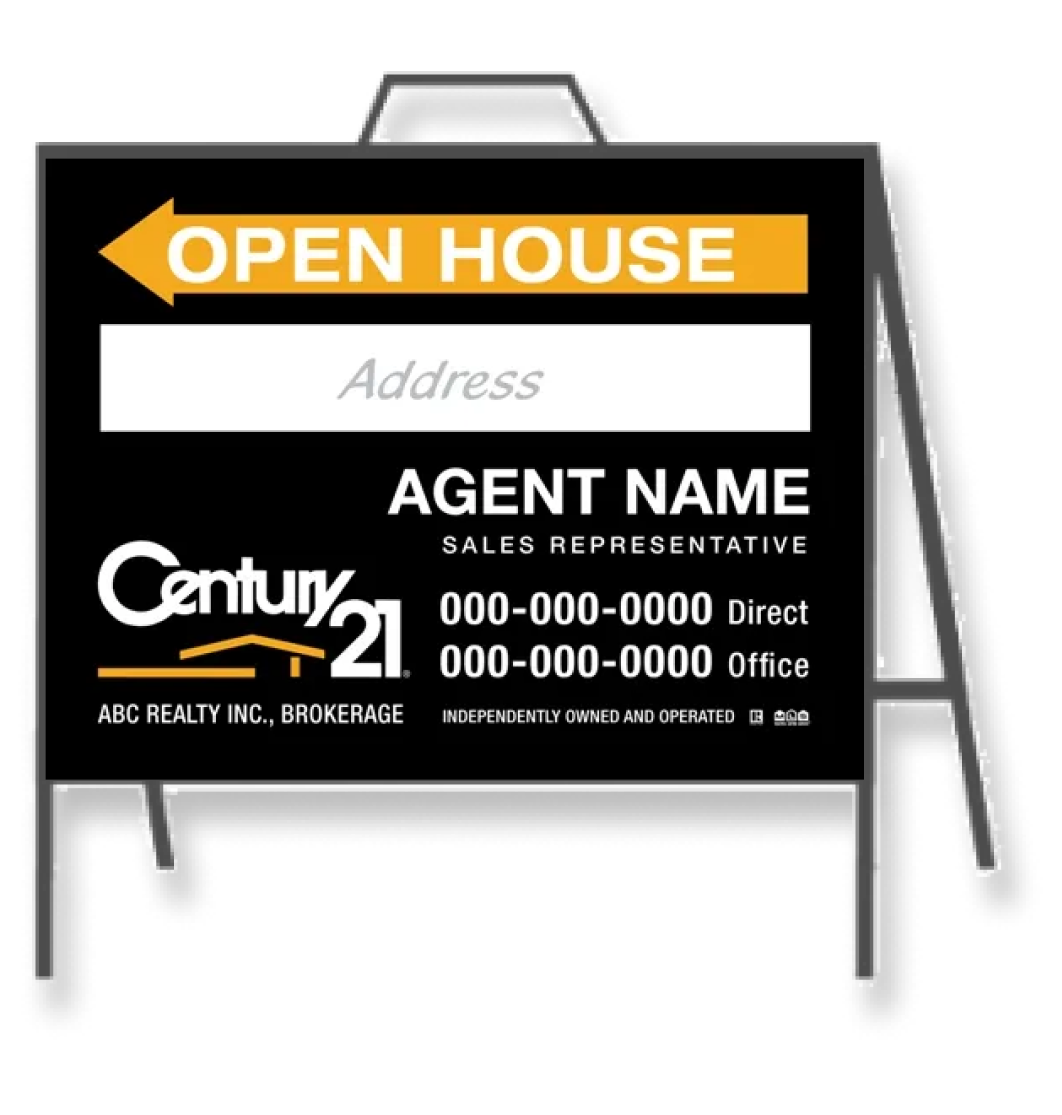 OPEN HOUSE
Address
AGENT NAME
SALES REPRESENTATIVE
Century 21
000-000-0000 Direct
000-000-0000 Office
ABC REALTY INC., BROKERAGE
INDEPENDENTLY OWNED AND OPERATED